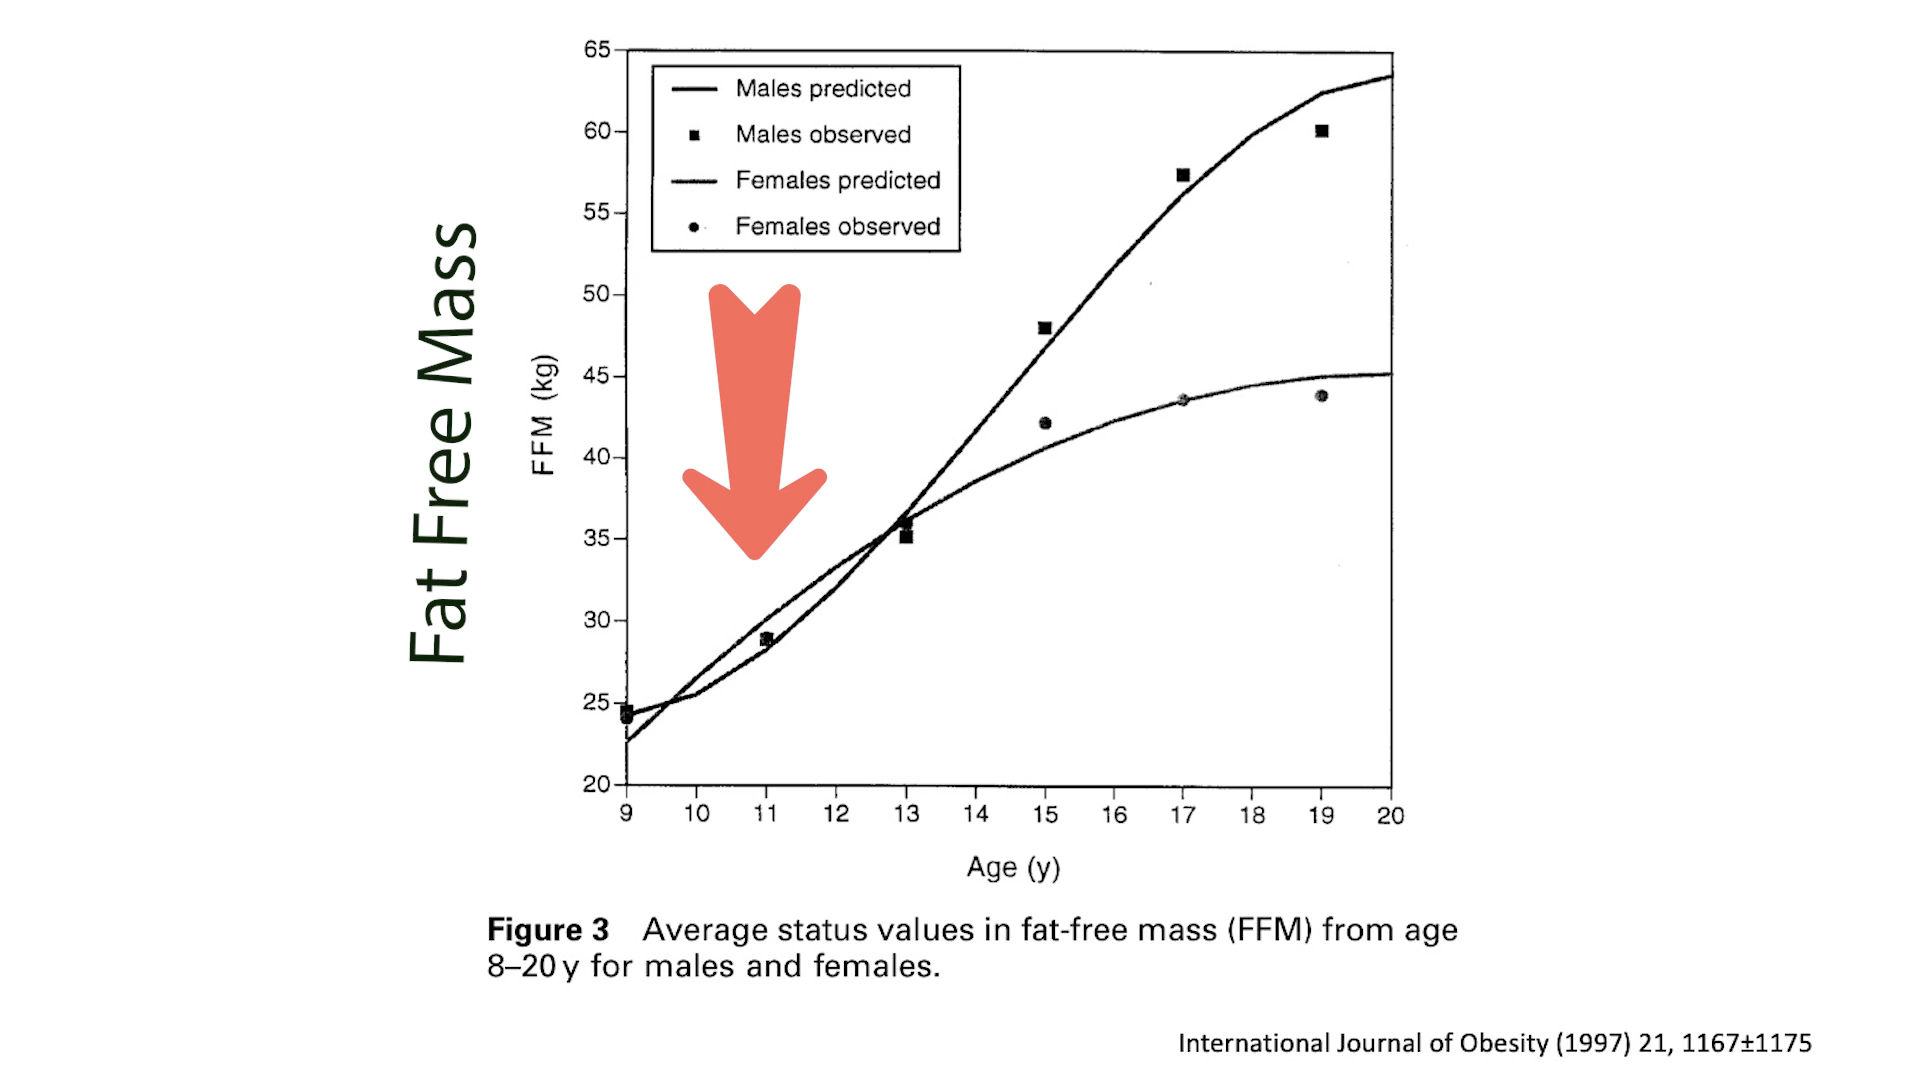 Fat Free Mass
FFM (kg)
65
60
55
50
45
40
35
30
25
20
Males predicted
Males observed
Females predicted
Females observed
9 10 11 12 13 14 15 16 17 18 19 20
Age (y)
Figure 3 Average status values in fat-free mass (FFM) from age
8–20 y for males and females.
International Journal of Obesity (1997) 21, 1167±1175